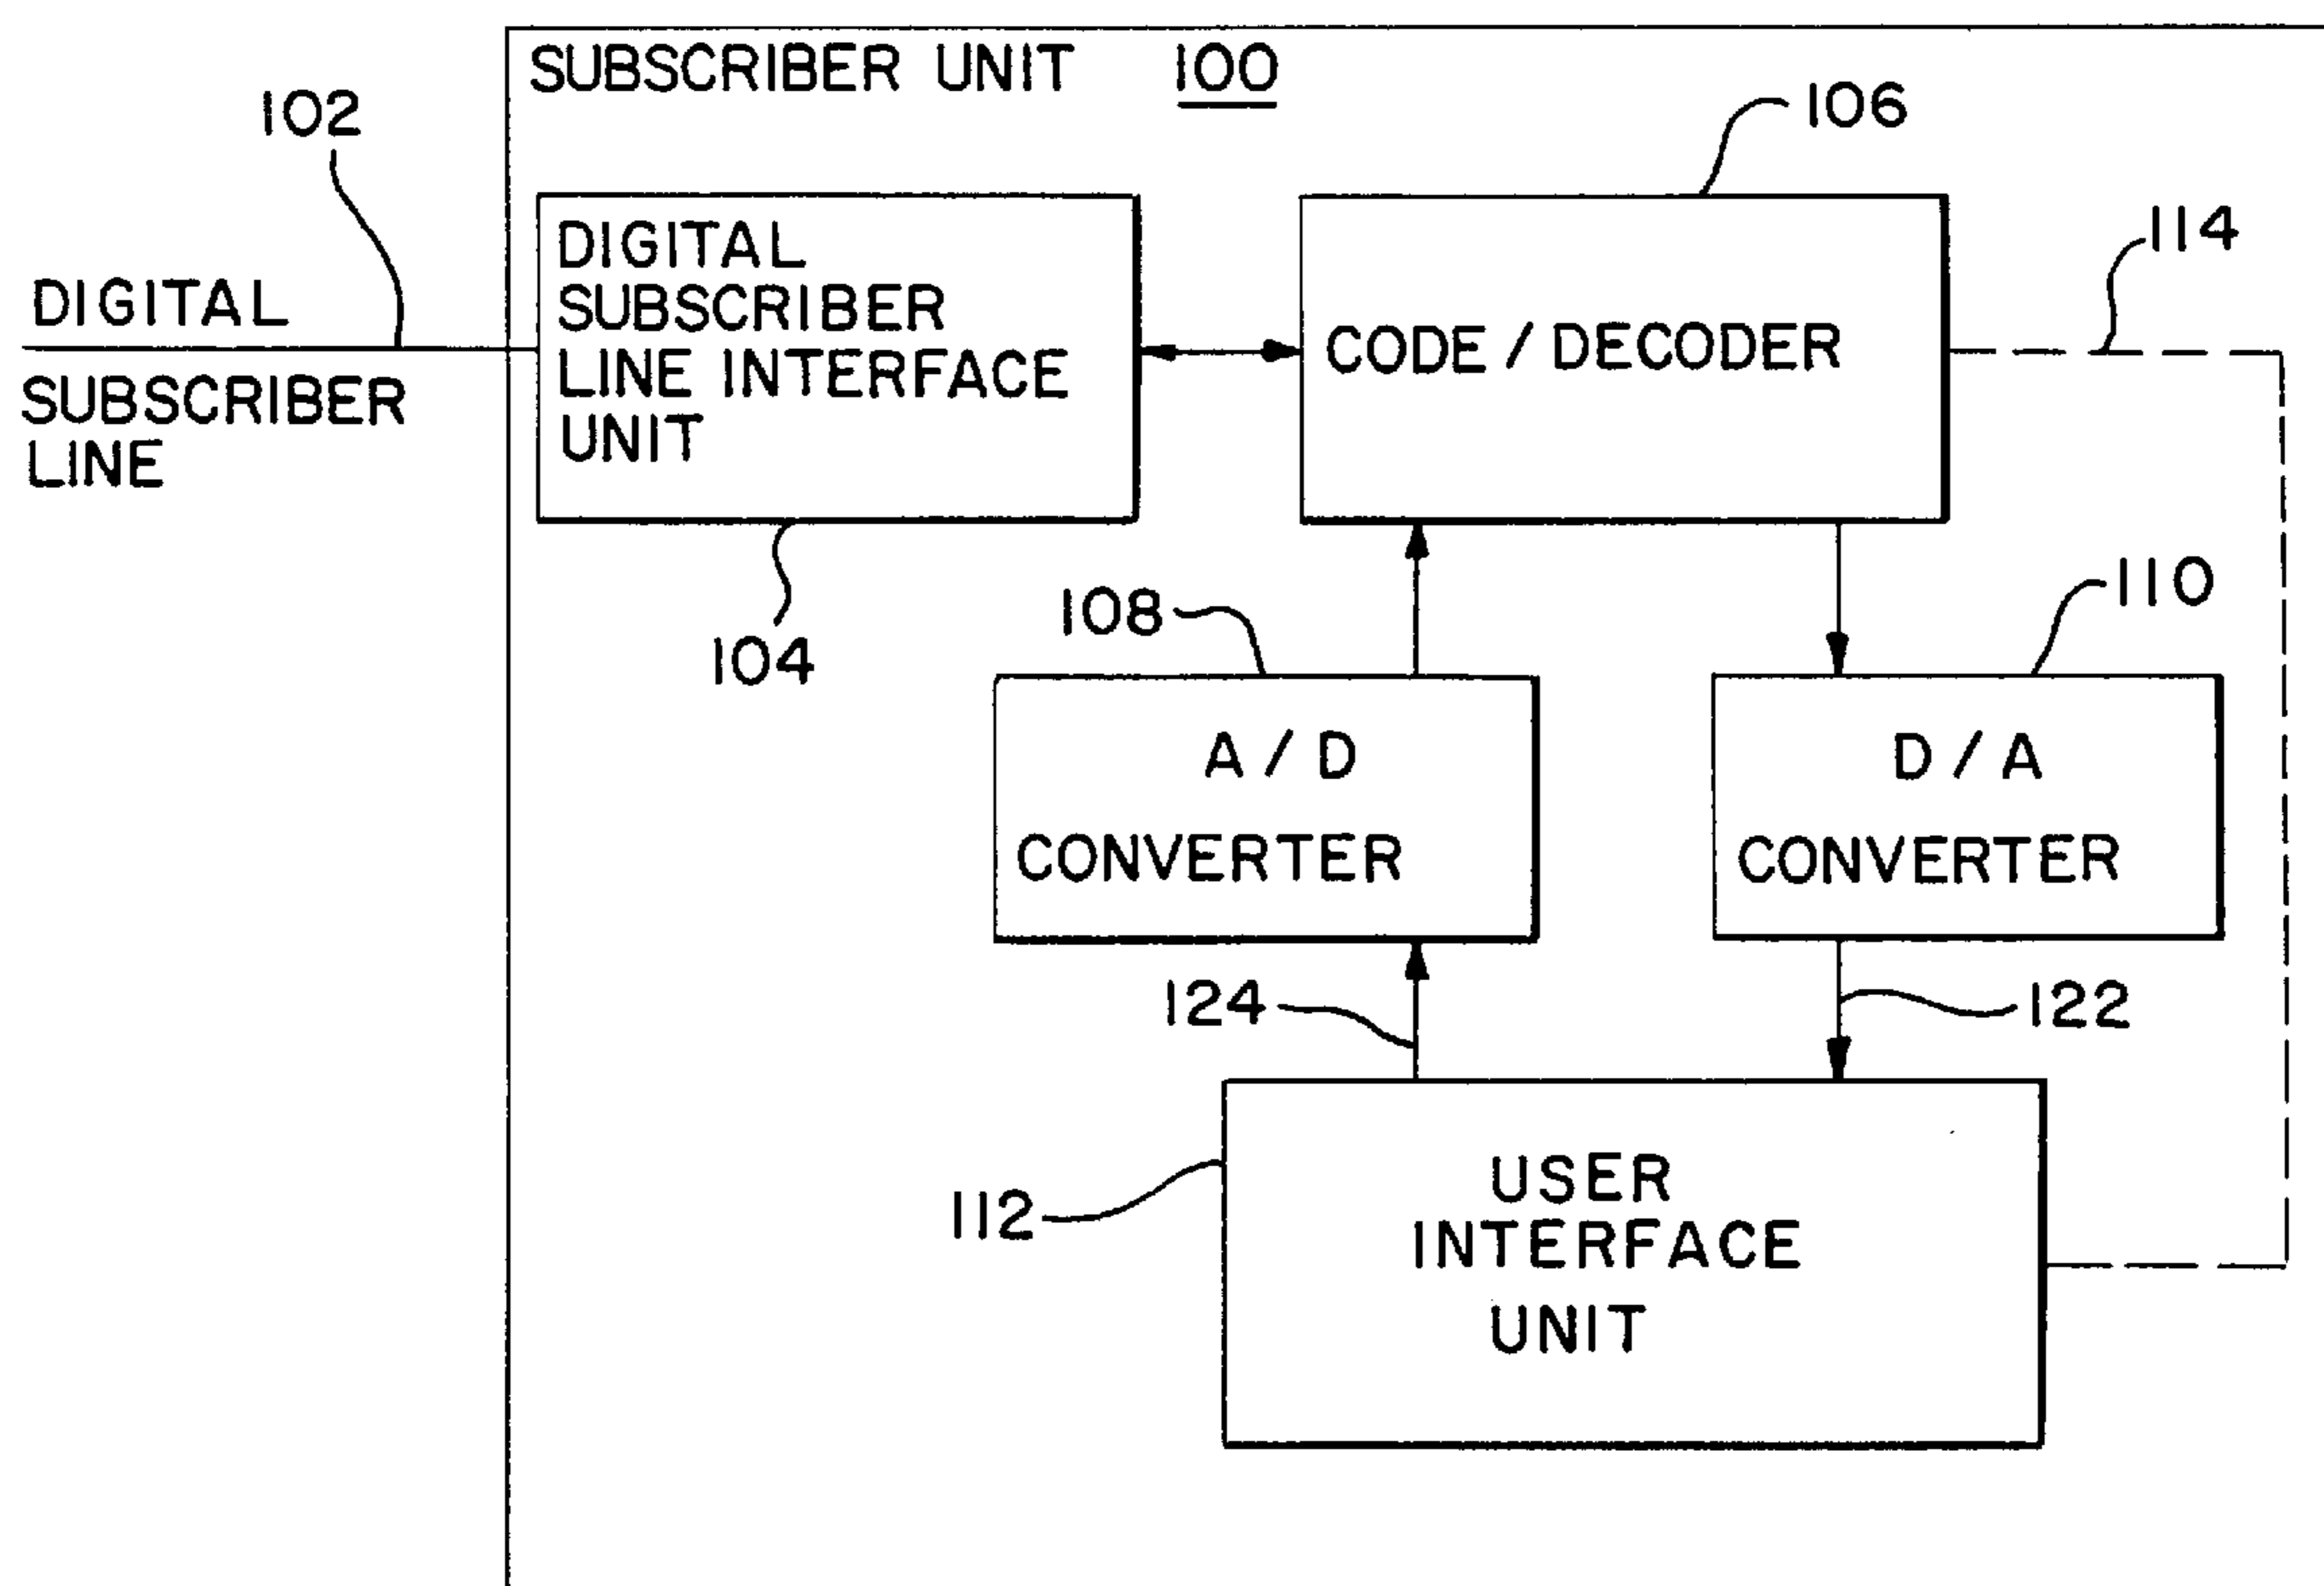 SUBSCRIBER UNIT 100
102
106
114
DIGITAL
SUBSCRIBER
LINE
DIGITAL
SUBSCRIBER
LINE INTERFACE
UNIT
CODE / DECODER
104
108
110
A / D
CONVERTER
D / A
CONVERTER
124
122
112
USER
INTERFACE
UNIT